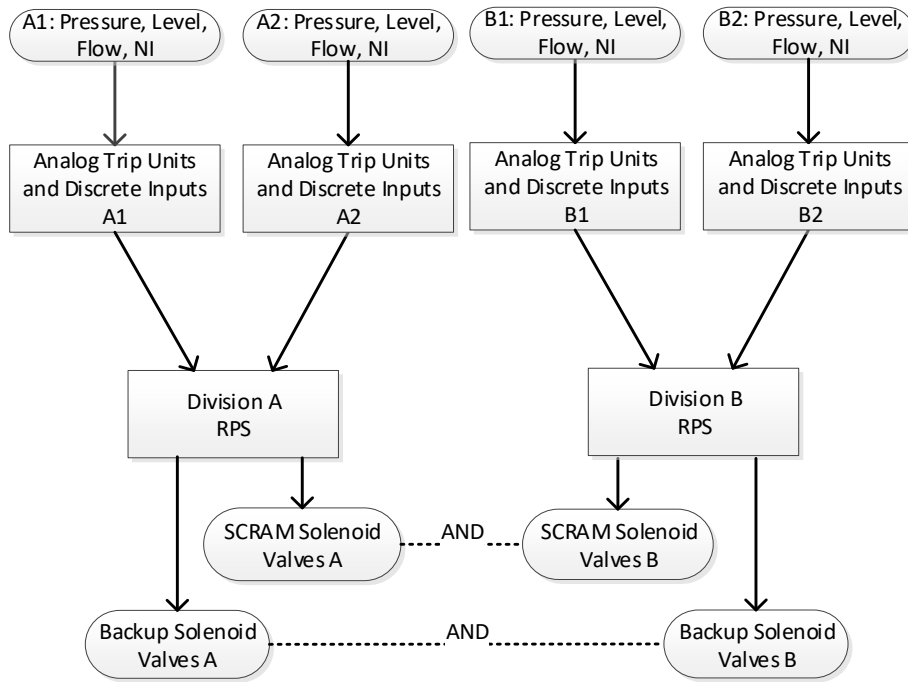 A1: Pressure, Level,
Flow, NI
A2: Pressure, Level,
Flow, NI
B1: Pressure, Level,
Flow, NI
B2: Pressure, Level,
Flow, NI
Analog Trip Units
and Discrete Inputs
A1
Analog Trip Units
and Discrete Inputs
A2
Analog Trip Units
and Discrete Inputs
B1
Analog Trip Units
and Discrete Inputs
B2
Division A
RPS
Division B
RPS
SCRAM Solenoid
Valves A
AND
SCRAM Solenoid
Valves B
Backup Solenoid
Valves A
AND
Backup Solenoid
Valves B